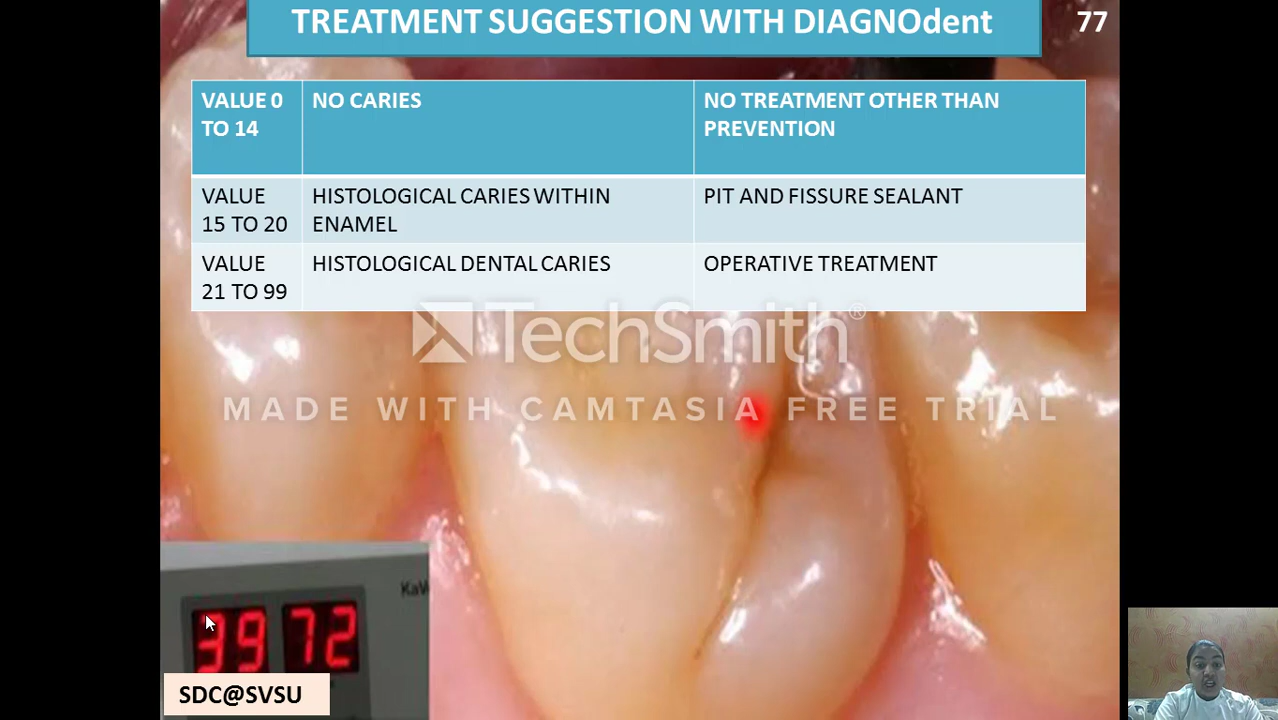 TREATMENT SUGGESTION WITH DIAGNOdent
77
VALUE 0
TO 14
NO CARIES
NO TREATMENT OTHER THAN
PREVENTION
VALUE
15 TO 20
HISTOLOGICAL CARIES WITHIN
ENAMEL
PIT AND FISSURE SEALANT
VALUE
21 TO 99
HISTOLOGICAL DENTAL CARIES
OPERATIVE TREATMENT
TechSmith®
MADE WITH CAMTASIA FREE TRIAL
39 72
SDC@SVSU